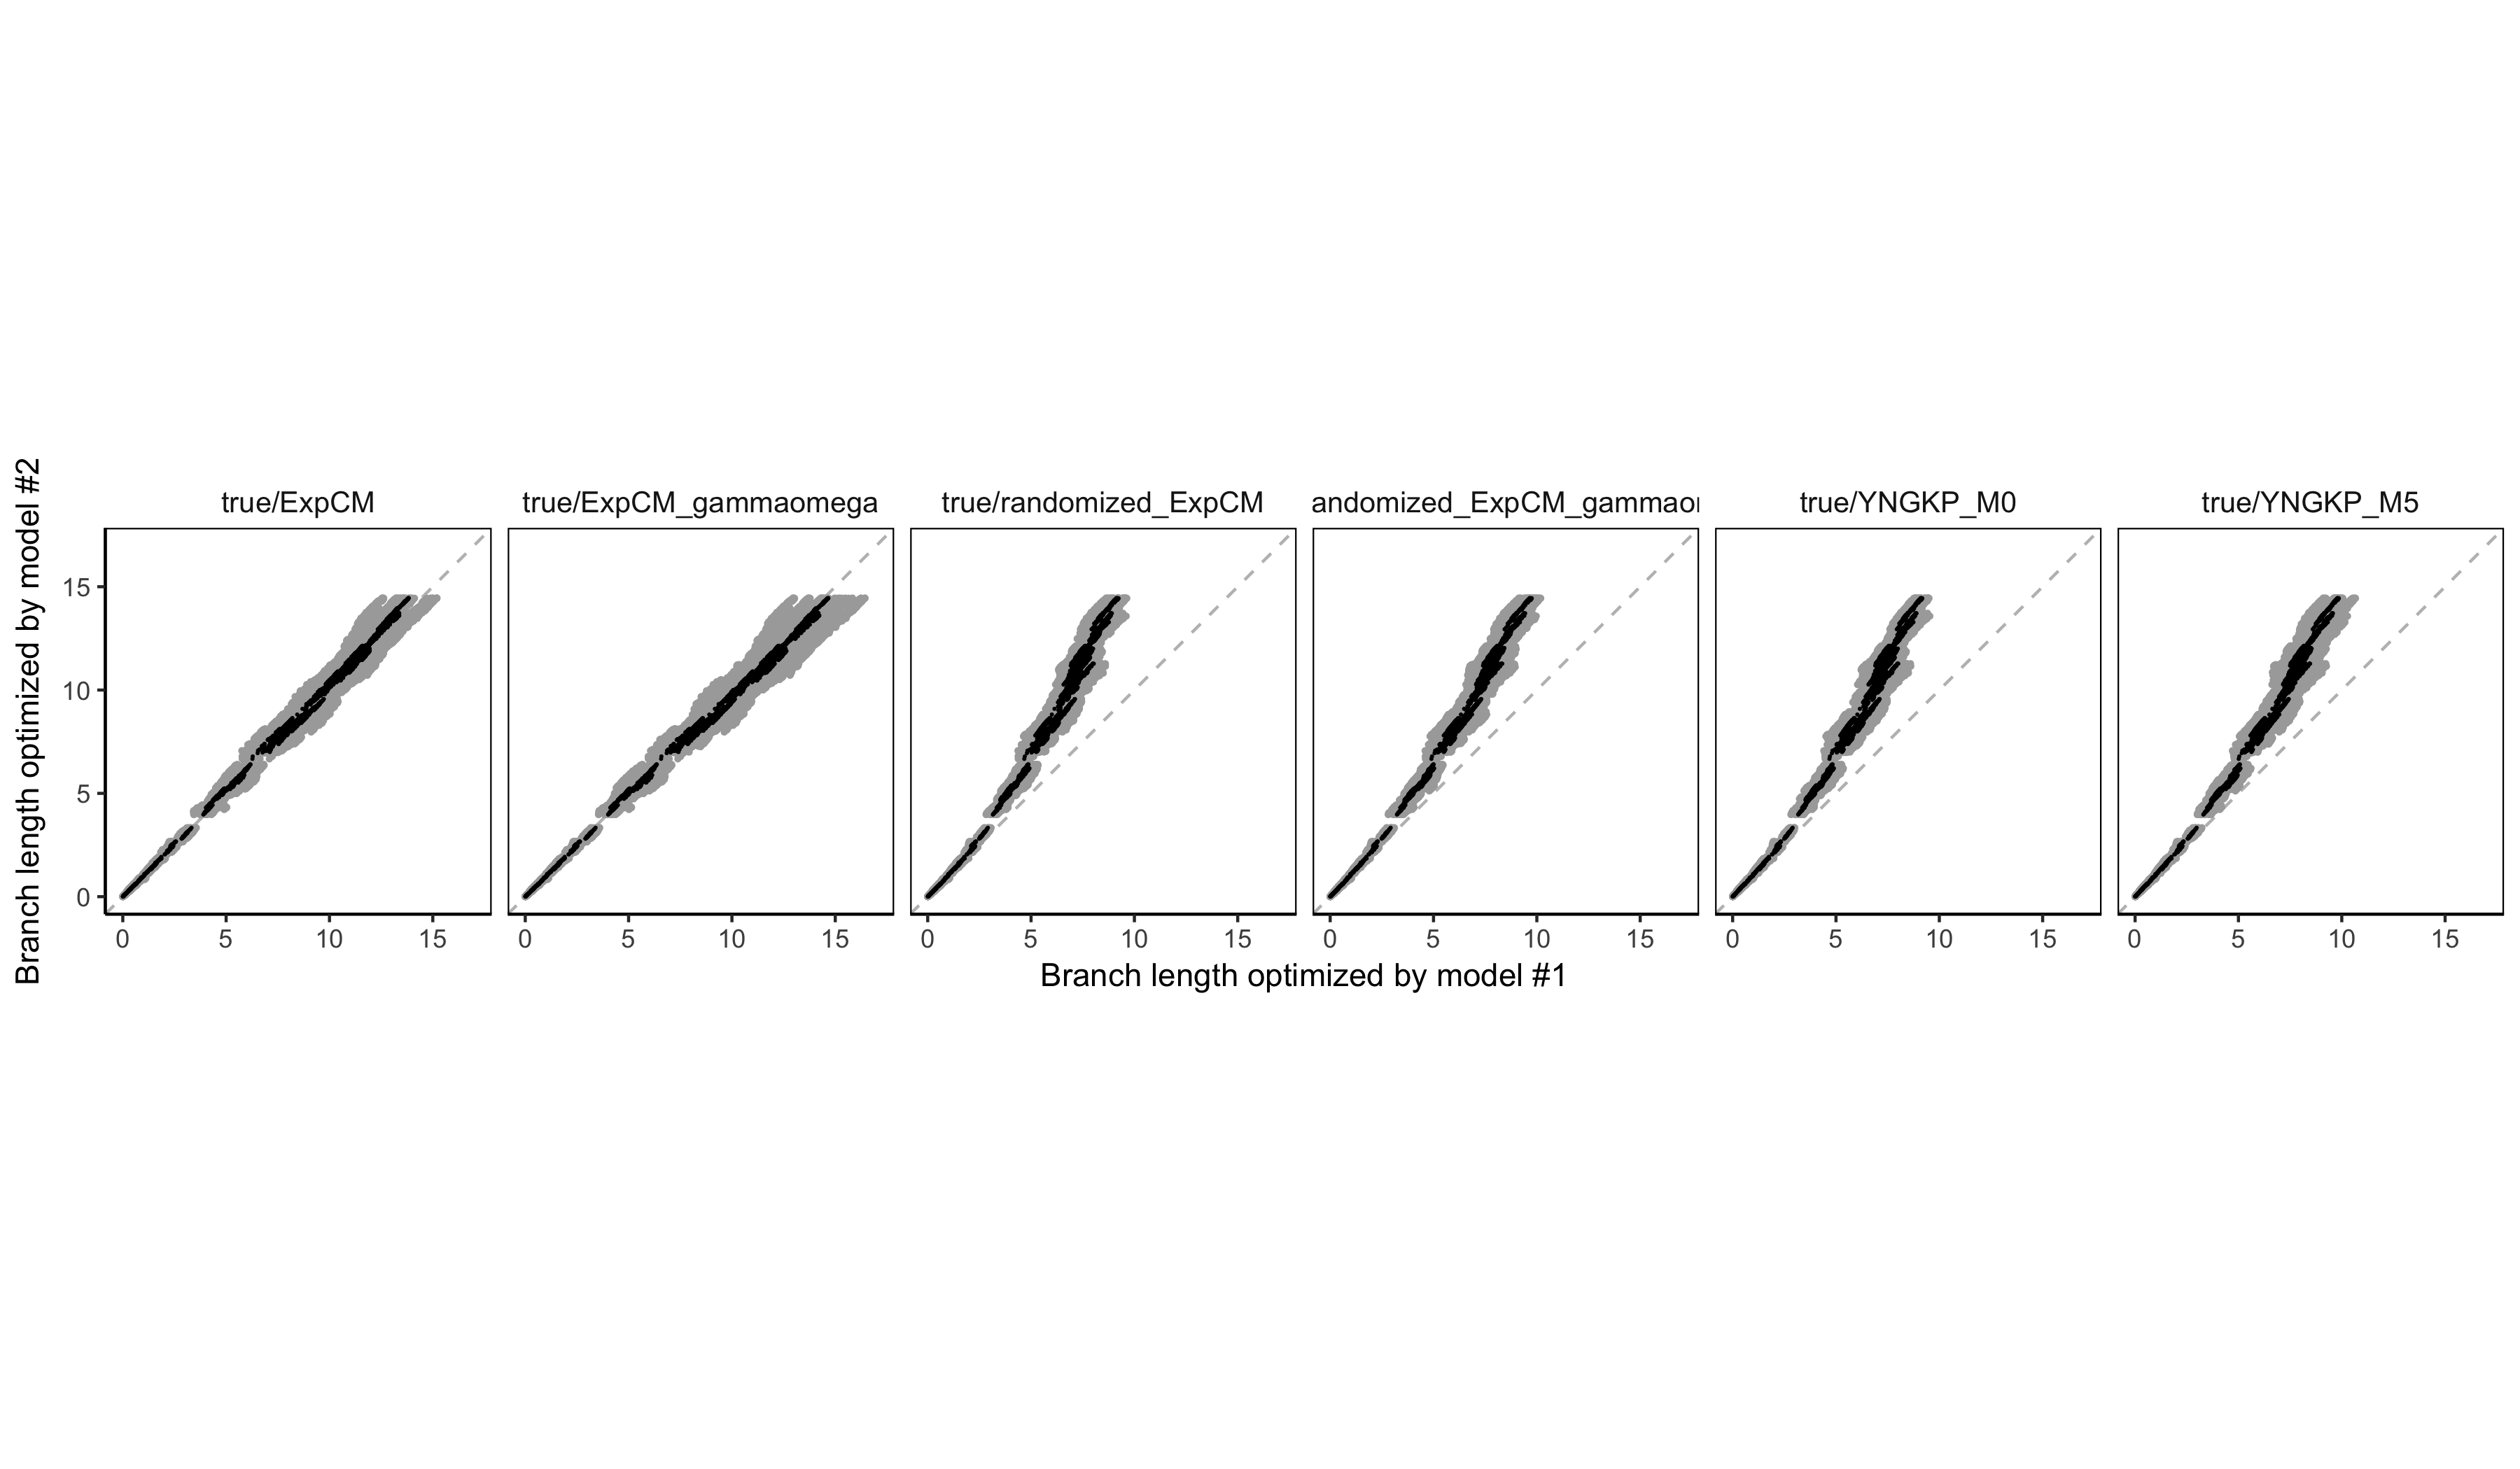 Branch length optimized by model #2
true/ExpCM
true/ExpCM_gammaomega
true/randomized_ExpCM
andomized_ExpCM_gammaor
true/YNGKP_M0
true/YNGKP_M5
15
10
5
0
0 5 10 15
0 5 10 15
0 5 10 15
0 5 10 15
0 5 10 15
0 5 10 15
Branch length optimized by model #1